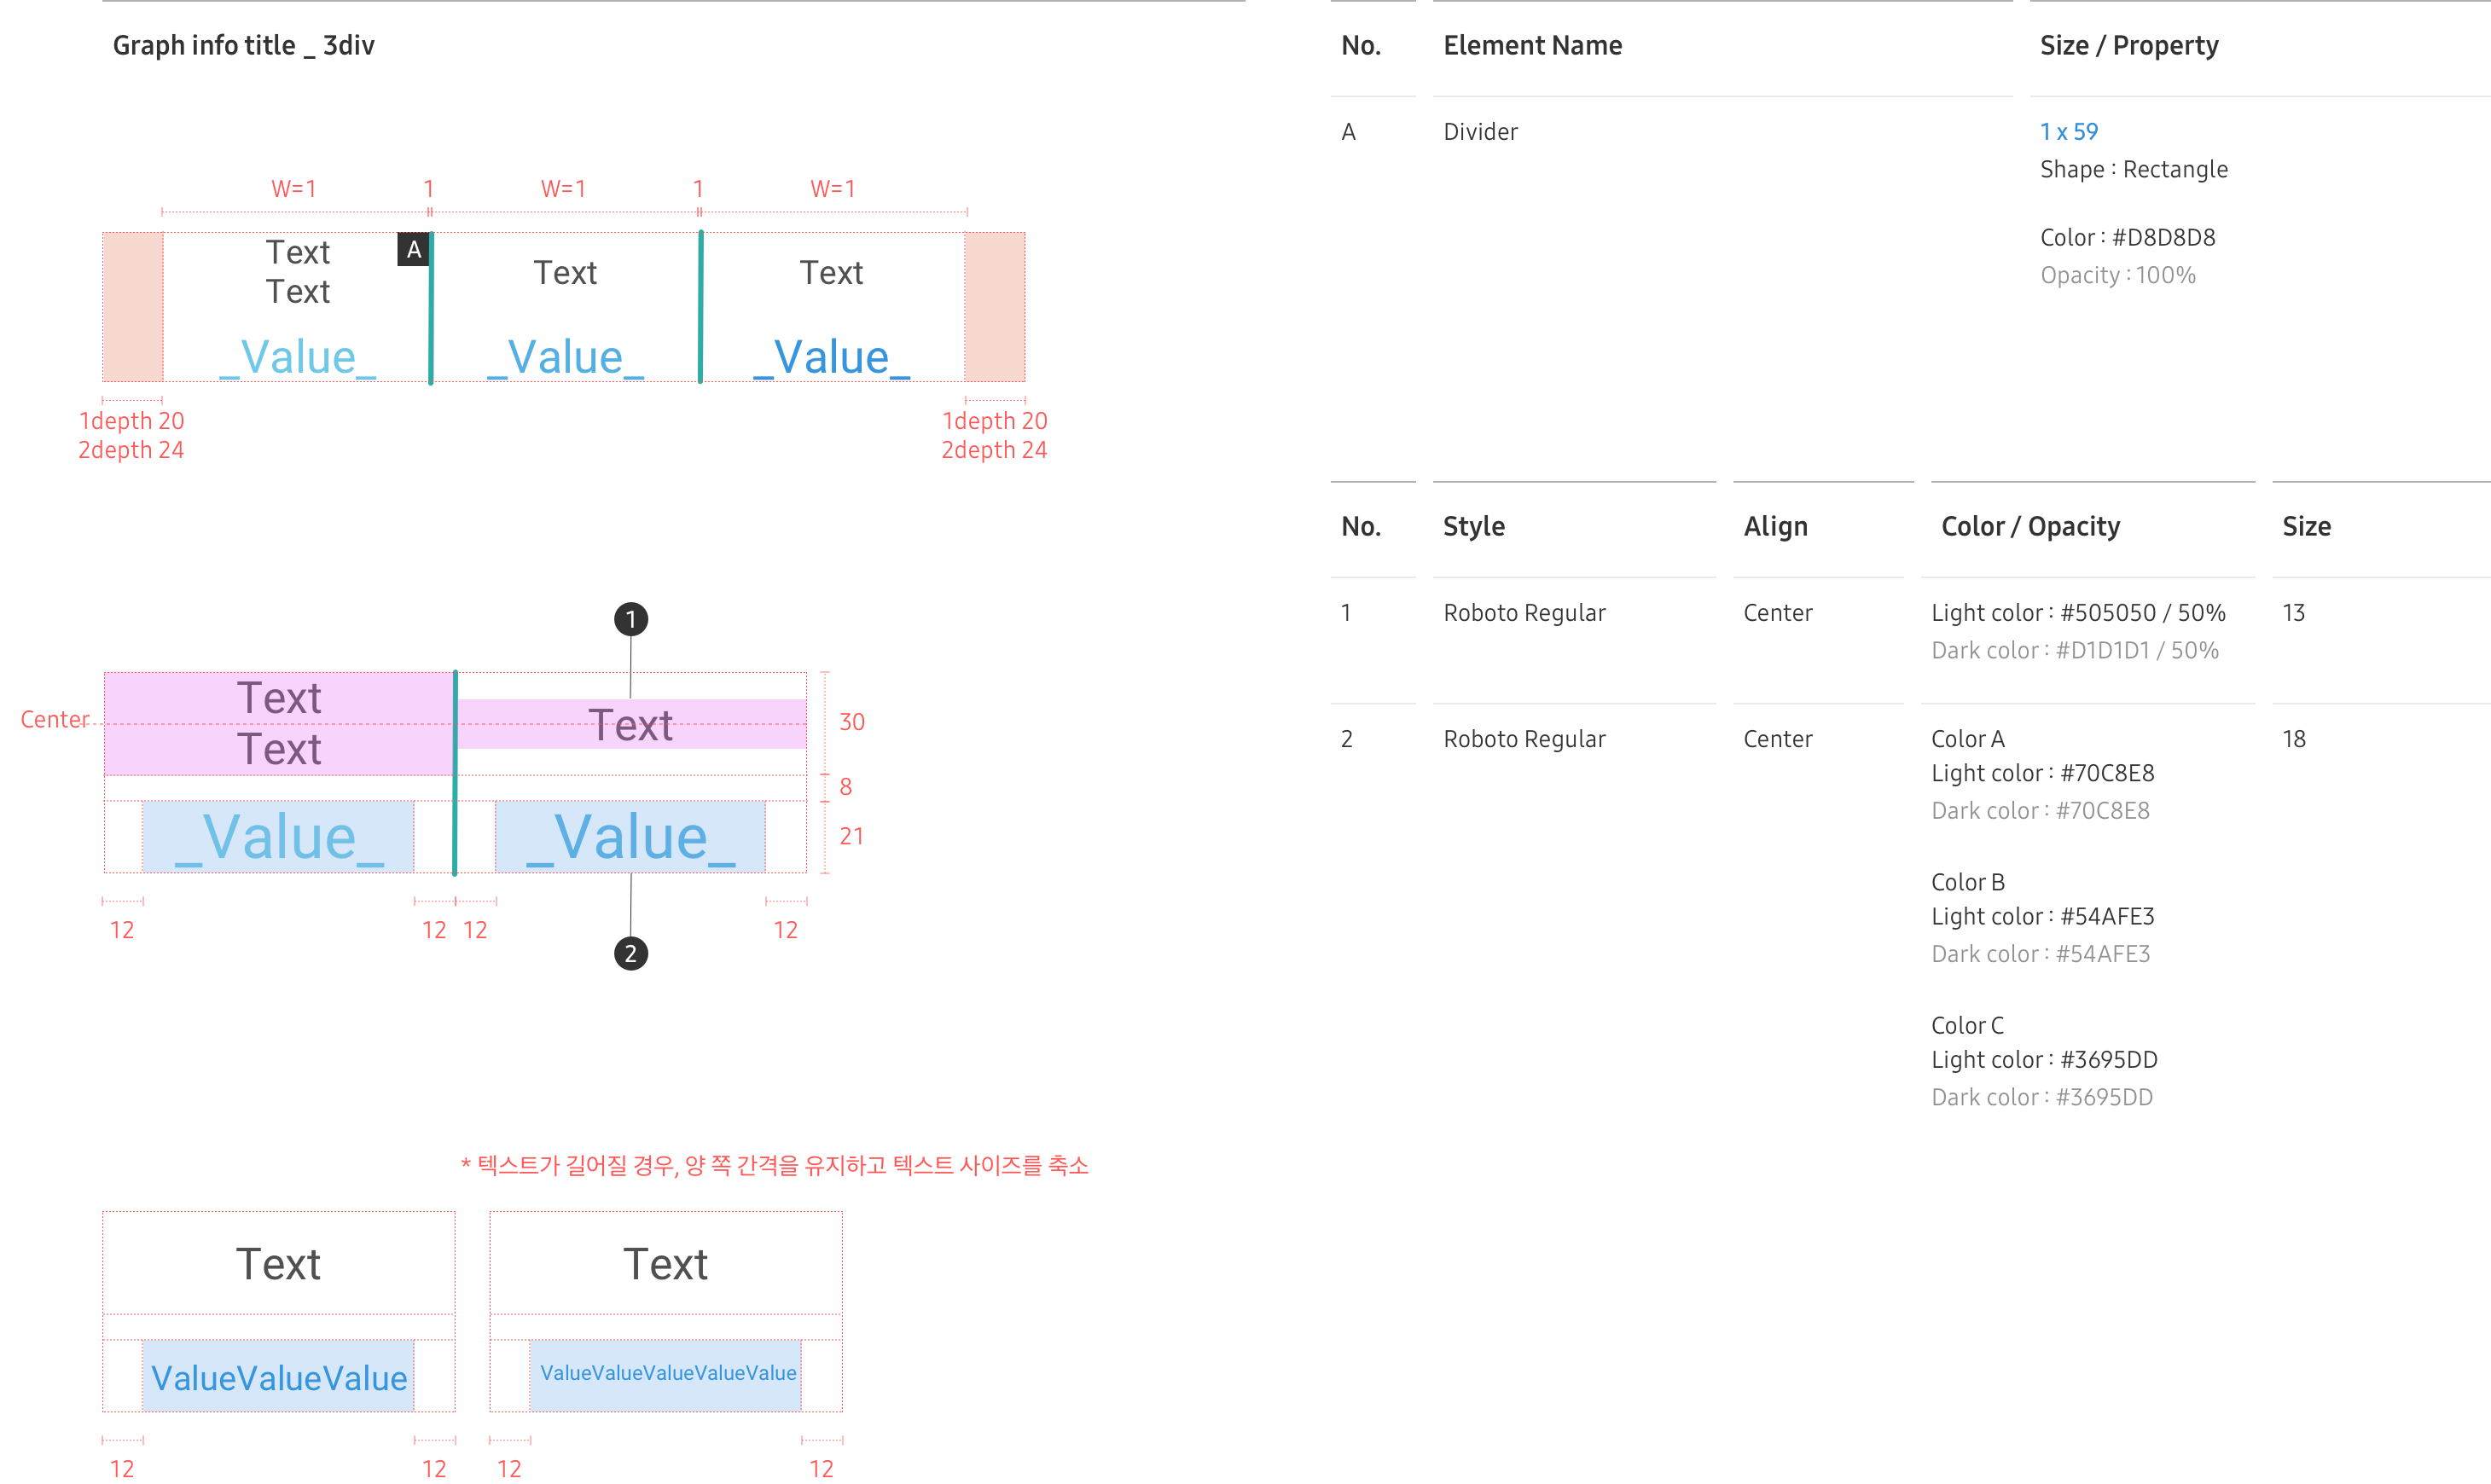 Graph info title _ 3div
W=1 1 W=1 1 W=1
A
Text
Text
Text
Text
_Value_ _Value_ _Value_
1depth 20
2depth 24
1depth 20
2depth 24
1
Text
Text
Text
Center
30
8
21
_Value_ _Value_
12 12 12 12
2
* 텍스트가 길어질 경우, 양 쪽 간격을 유지하고 텍스트 사이즈를 축소
Text Text
ValueValueValue ValueValueValueValueValue
12 12 12 12
No. Element Name Size / Property
A Divider 1 x 59
Shape : Rectangle
Color : #D8D8D8
Opacity : 100%
No. Style Align Color / Opacity Size
1 Roboto Regular Center Light color : #505050 / 50% 13
Dark color : #D1D1D1 / 50%
2 Roboto Regular Center Color A 18
Light color : #70C8E8
Dark color : #70C8E8
Color B
Light color : #54AFE3
Dark color : #54AFE3
Color C
Light color : #3695DD
Dark color : #3695DD